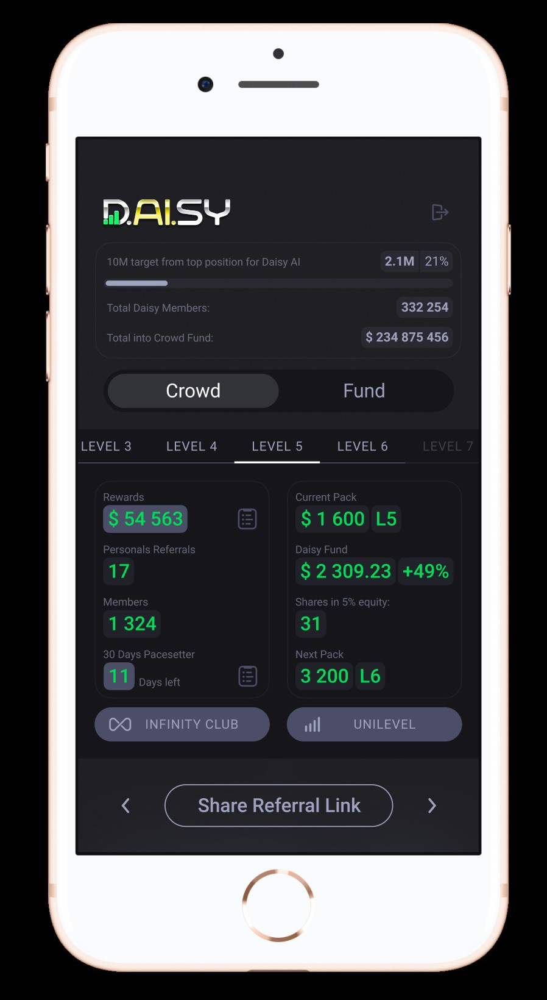 D.AI.SY
10M target from top position for Daisy AI 2.1M 21%
Total Daisy Members: 332 254
Total into Crowd Fund: $ 234 875 456
Crowd Fund
LEVEL 3 LEVEL 4 LEVEL 5 LEVEL 6 LEVEL 7
Rewards
$ 54 563
Personals Referrals
17
Members
1 324
30 Days Pacesetter
11 Days left
Current Pack
$ 1 600 L5
Daisy Fund
$ 2 309.23 +49%
Shares in 5% equity:
31
Next Pack
3 200 L6
INFINITY CLUB UNILEVEL
Share Referral Link